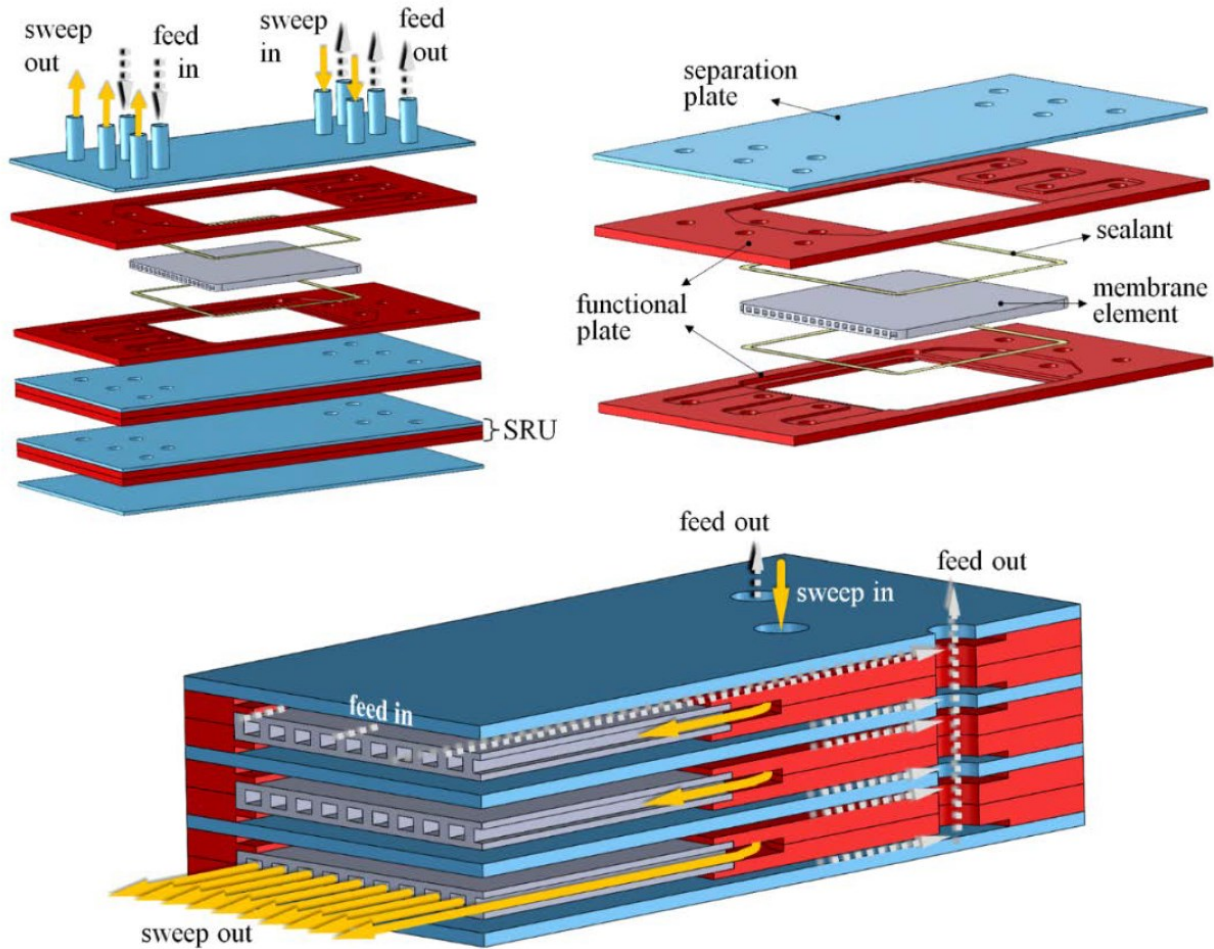 sweep
out
feed
in
sweep
in
feed
out
SRU
separation
plate
sealant
functional
plate
membrane
element
feed out
sweep in
feed out
feed in
sweep out